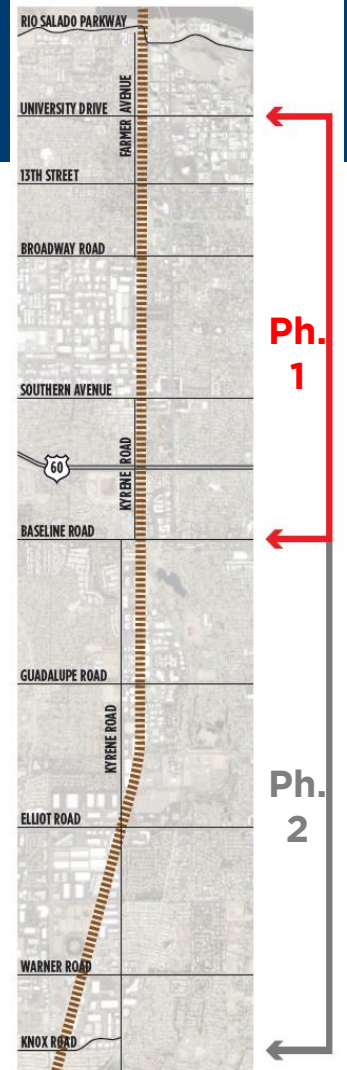 RIO SALADO PARKWAY
FARMER AVENUE
UNIVERSITY DRIVE
13TH STREET
BROADWAY ROAD
Ph.
1
SOUTHERN AVENUE
KYRENE ROAD
60
BASELINE ROAD
GUADALUPE ROAD
KYRENE ROAD
Ph.
2
ELLIOT ROAD
WARNER ROAD
KNOX ROAD